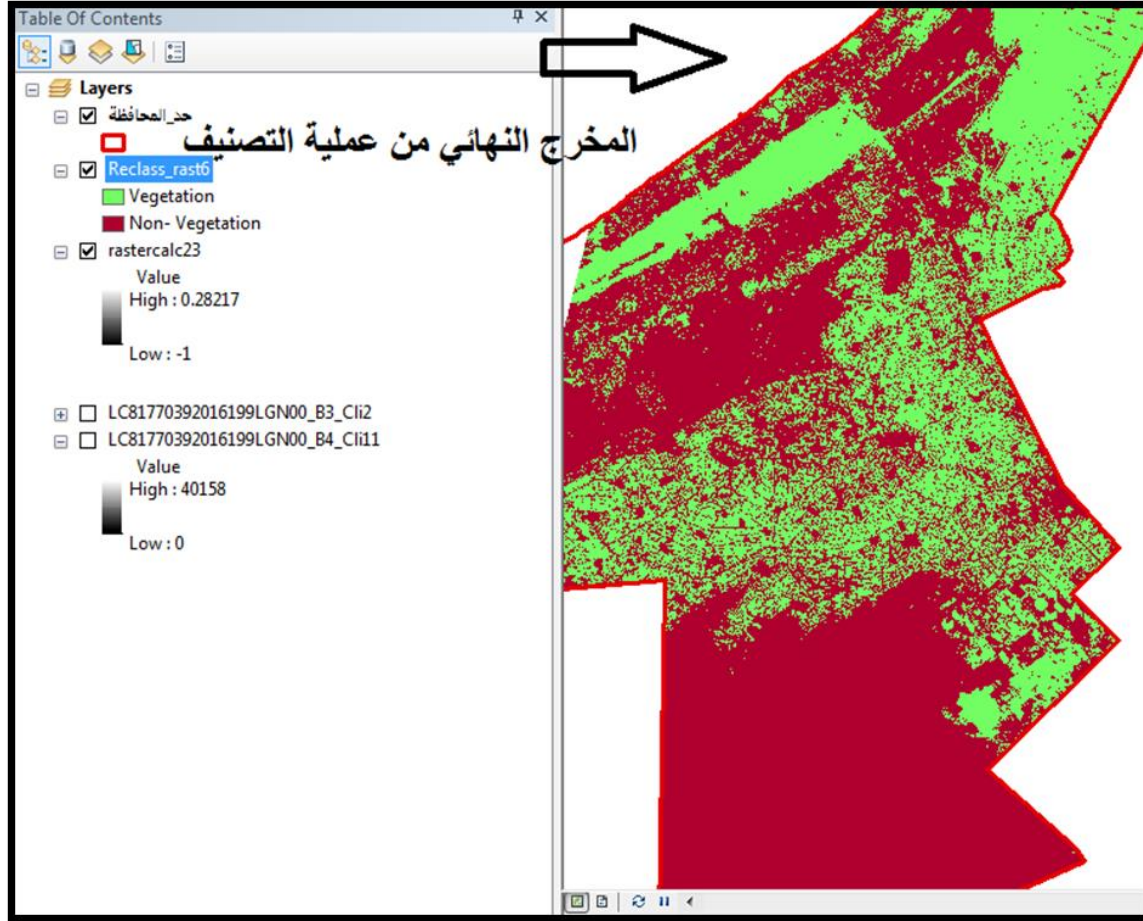 Table Of Contents
Layers
حد_المحافظة
المخرج النهائي من عملية التصنيف
Reclass_rast6
Vegetation
Non- Vegetation
rastercalc23
Value
High : 0.28217
Low : -1
LC81770392016199LGN00_B3_Cli2
LC81770392016199LGN00_B4_Cli11
Value
High : 40158
Low : 0